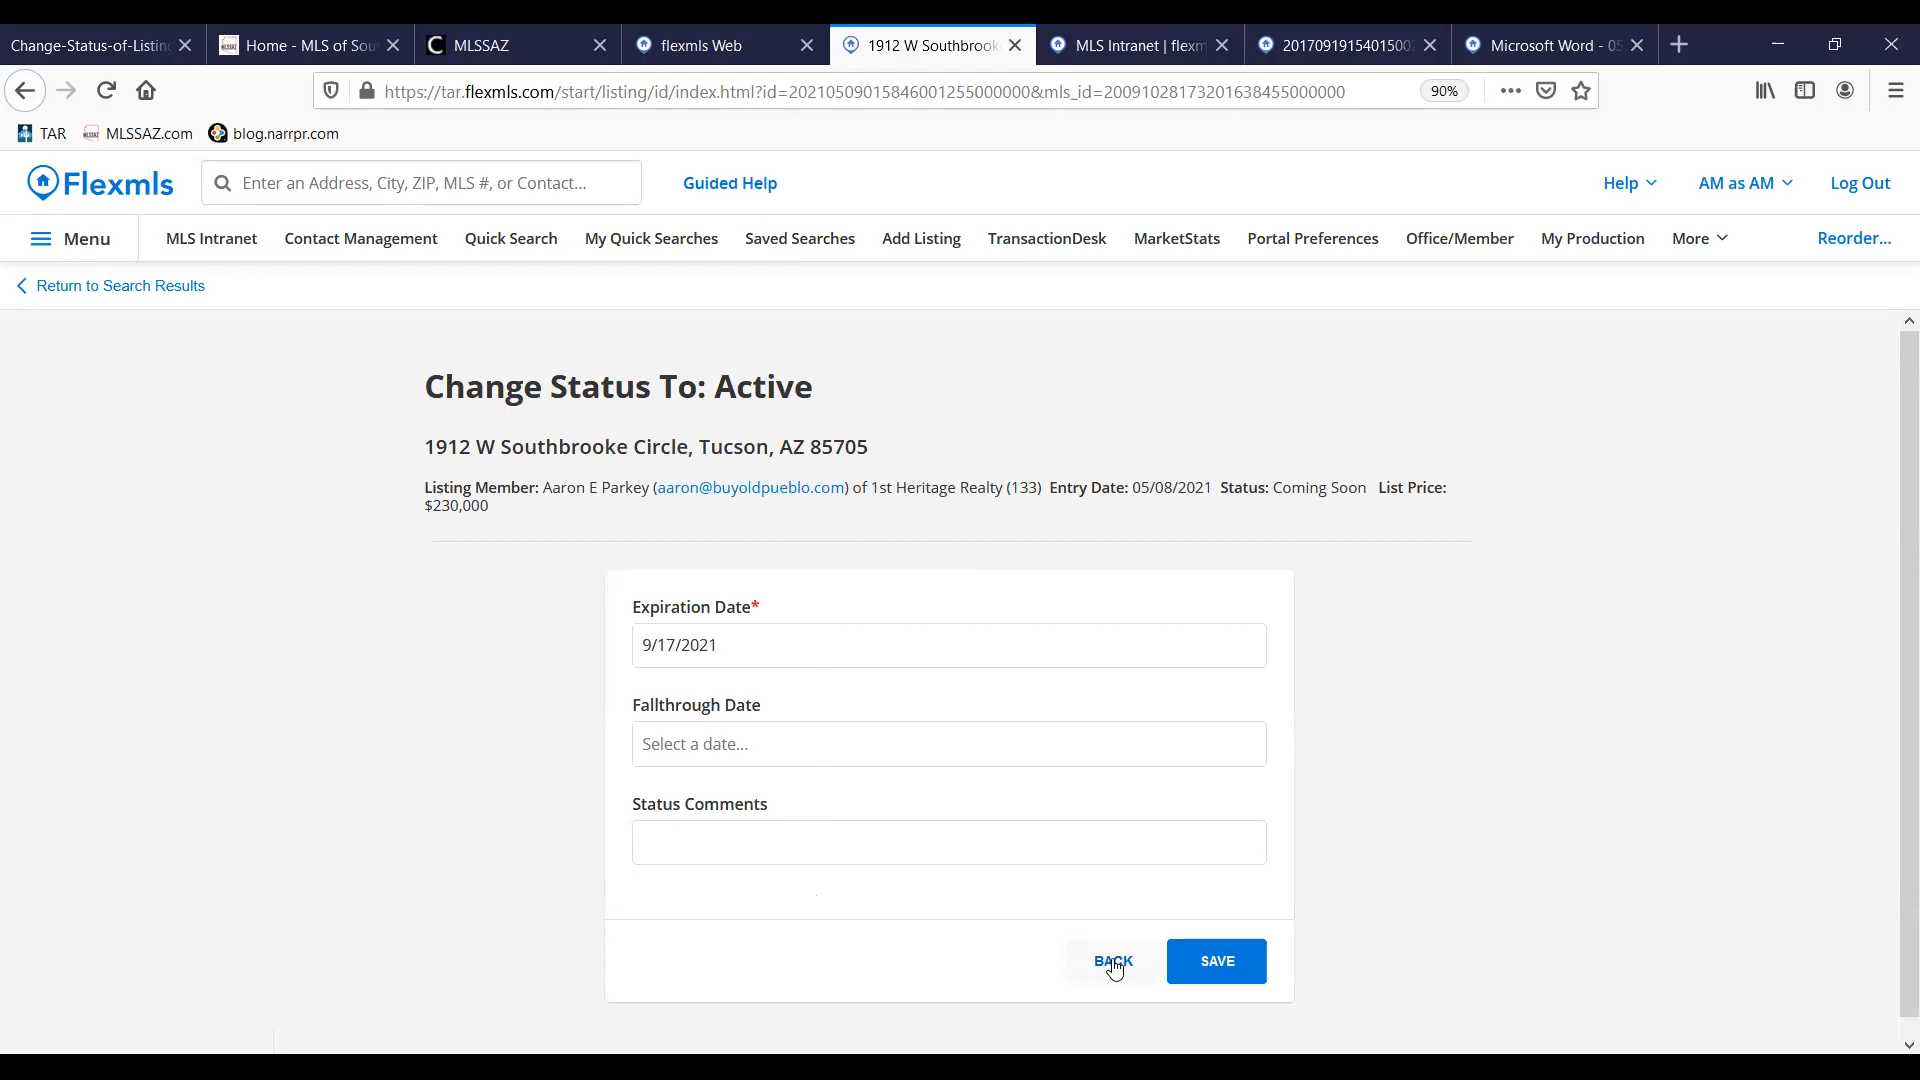 Change-Status-of-Listin
Home - MLS of Sou
MLSSAZ
flexmls Web
1912 W Southbrook
MLS Intranet | flexm
20170919154015002
Microsoft Word - 05
https://tar.flexmls.com/start/listing/id/index.html?id=20210509015846001255000000&mls_id=20091028173201638455000000
90%
TAR
MLSSAZ.com
blog.narrpr.com
Flexmls
Enter an Address, City, ZIP, MLS #, or Contact...
Guided Help
Help
AM as AM
Log Out
Menu
MLS Intranet
Contact Management
Quick Search
My Quick Searches
Saved Searches
Add Listing
TransactionDesk
MarketStats
Portal Preferences
Office/Member
My Production
More
Reorder...
Return to Search Results
Change Status To: Active
1912 W Southbrooke Circle, Tucson, AZ 85705
Listing Member: Aaron E Parkey (aaron@buyoldpueblo.com) of 1st Heritage Realty (133) Entry Date: 05/08/2021 Status: Coming Soon List Price:
$230,000
Expiration Date*
9/17/2021
Fallthrough Date
Select a date...
Status Comments
BACK
SAVE